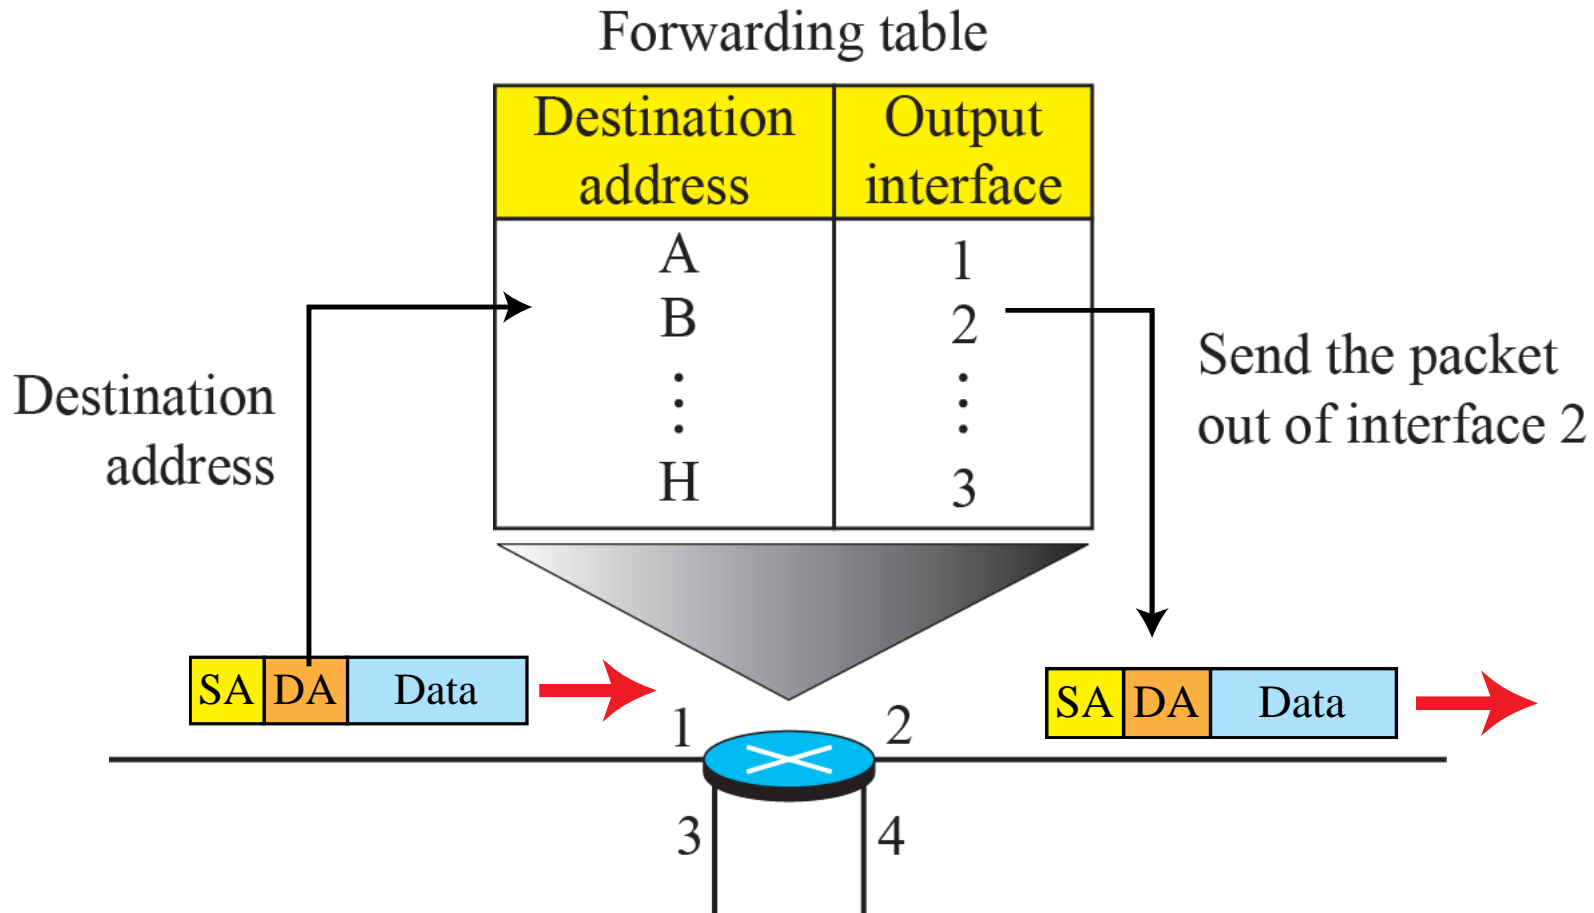 Forwarding table
Destination
address
Output
interface
A
1
B
2
H
3
Destination
address
Send the packet
out of interface 2
SA DA Data
SA DA Data
1
2
3
4